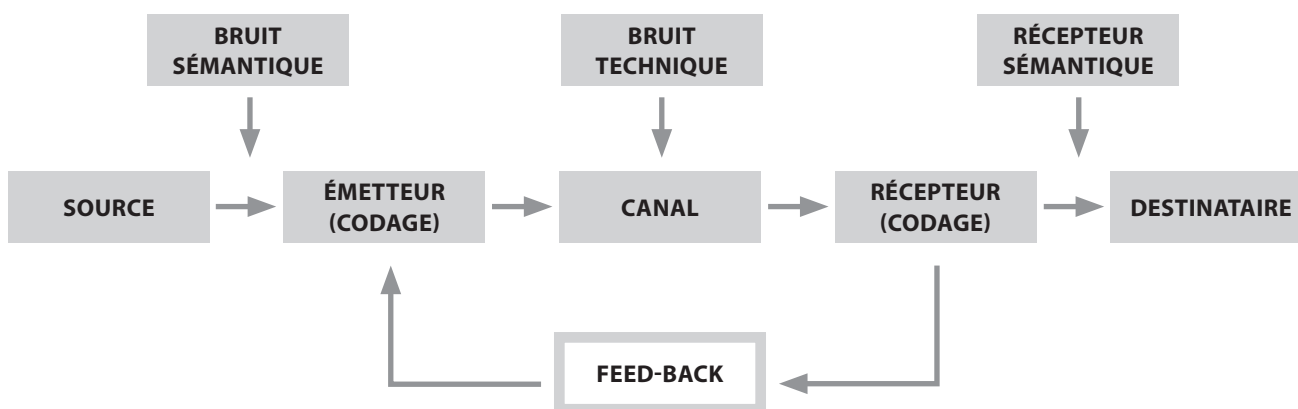 BRUIT
SÉMANTIQUE
BRUIT
TECHNIQUE
RÉCEPTEUR
SÉMANTIQUE
SOURCE
ÉMETTEUR
(CODAGE)
CANAL
RÉCEPTEUR
(CODAGE)
DESTINATAIRE
FEED-BACK